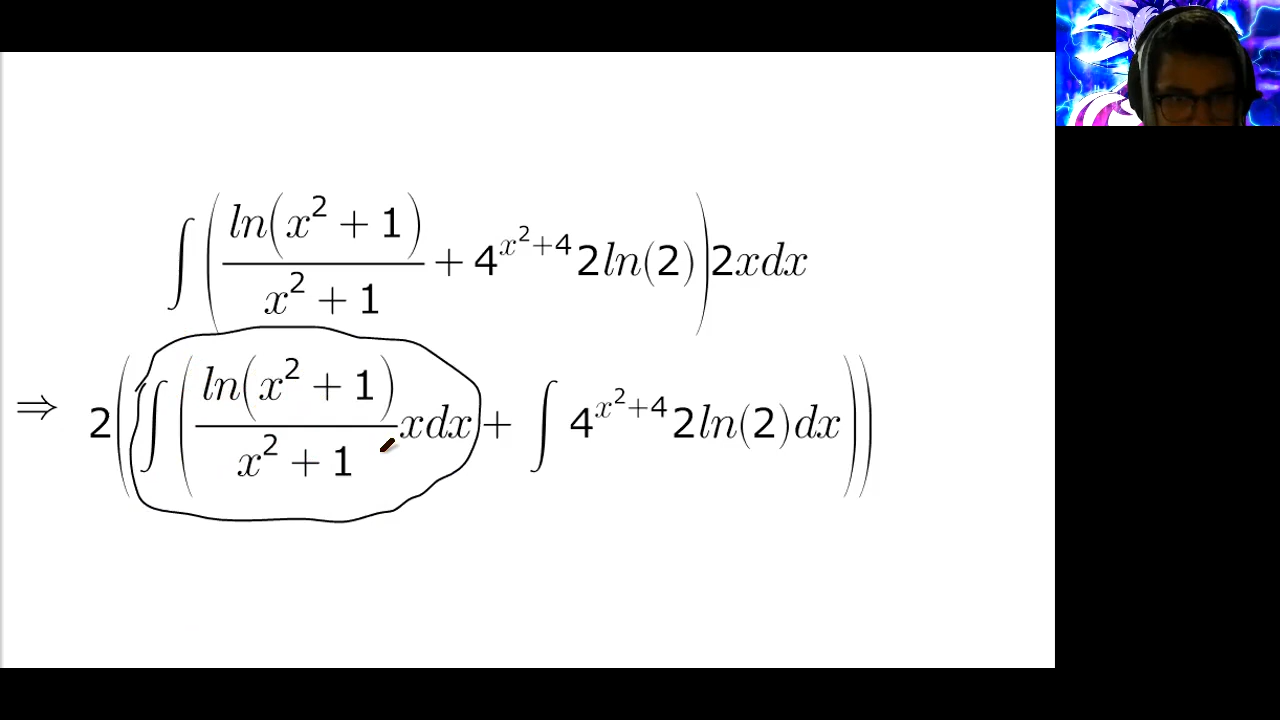 ∫ ( ln(x² + 1) / x² + 1 + 4^(x²+4) 2ln(2) ) 2xdx
⇒ 2 ( ( ∫ ( ln(x² + 1) / x² + 1 xdx + ∫ 4^(x²+4) 2ln(2)dx ) )